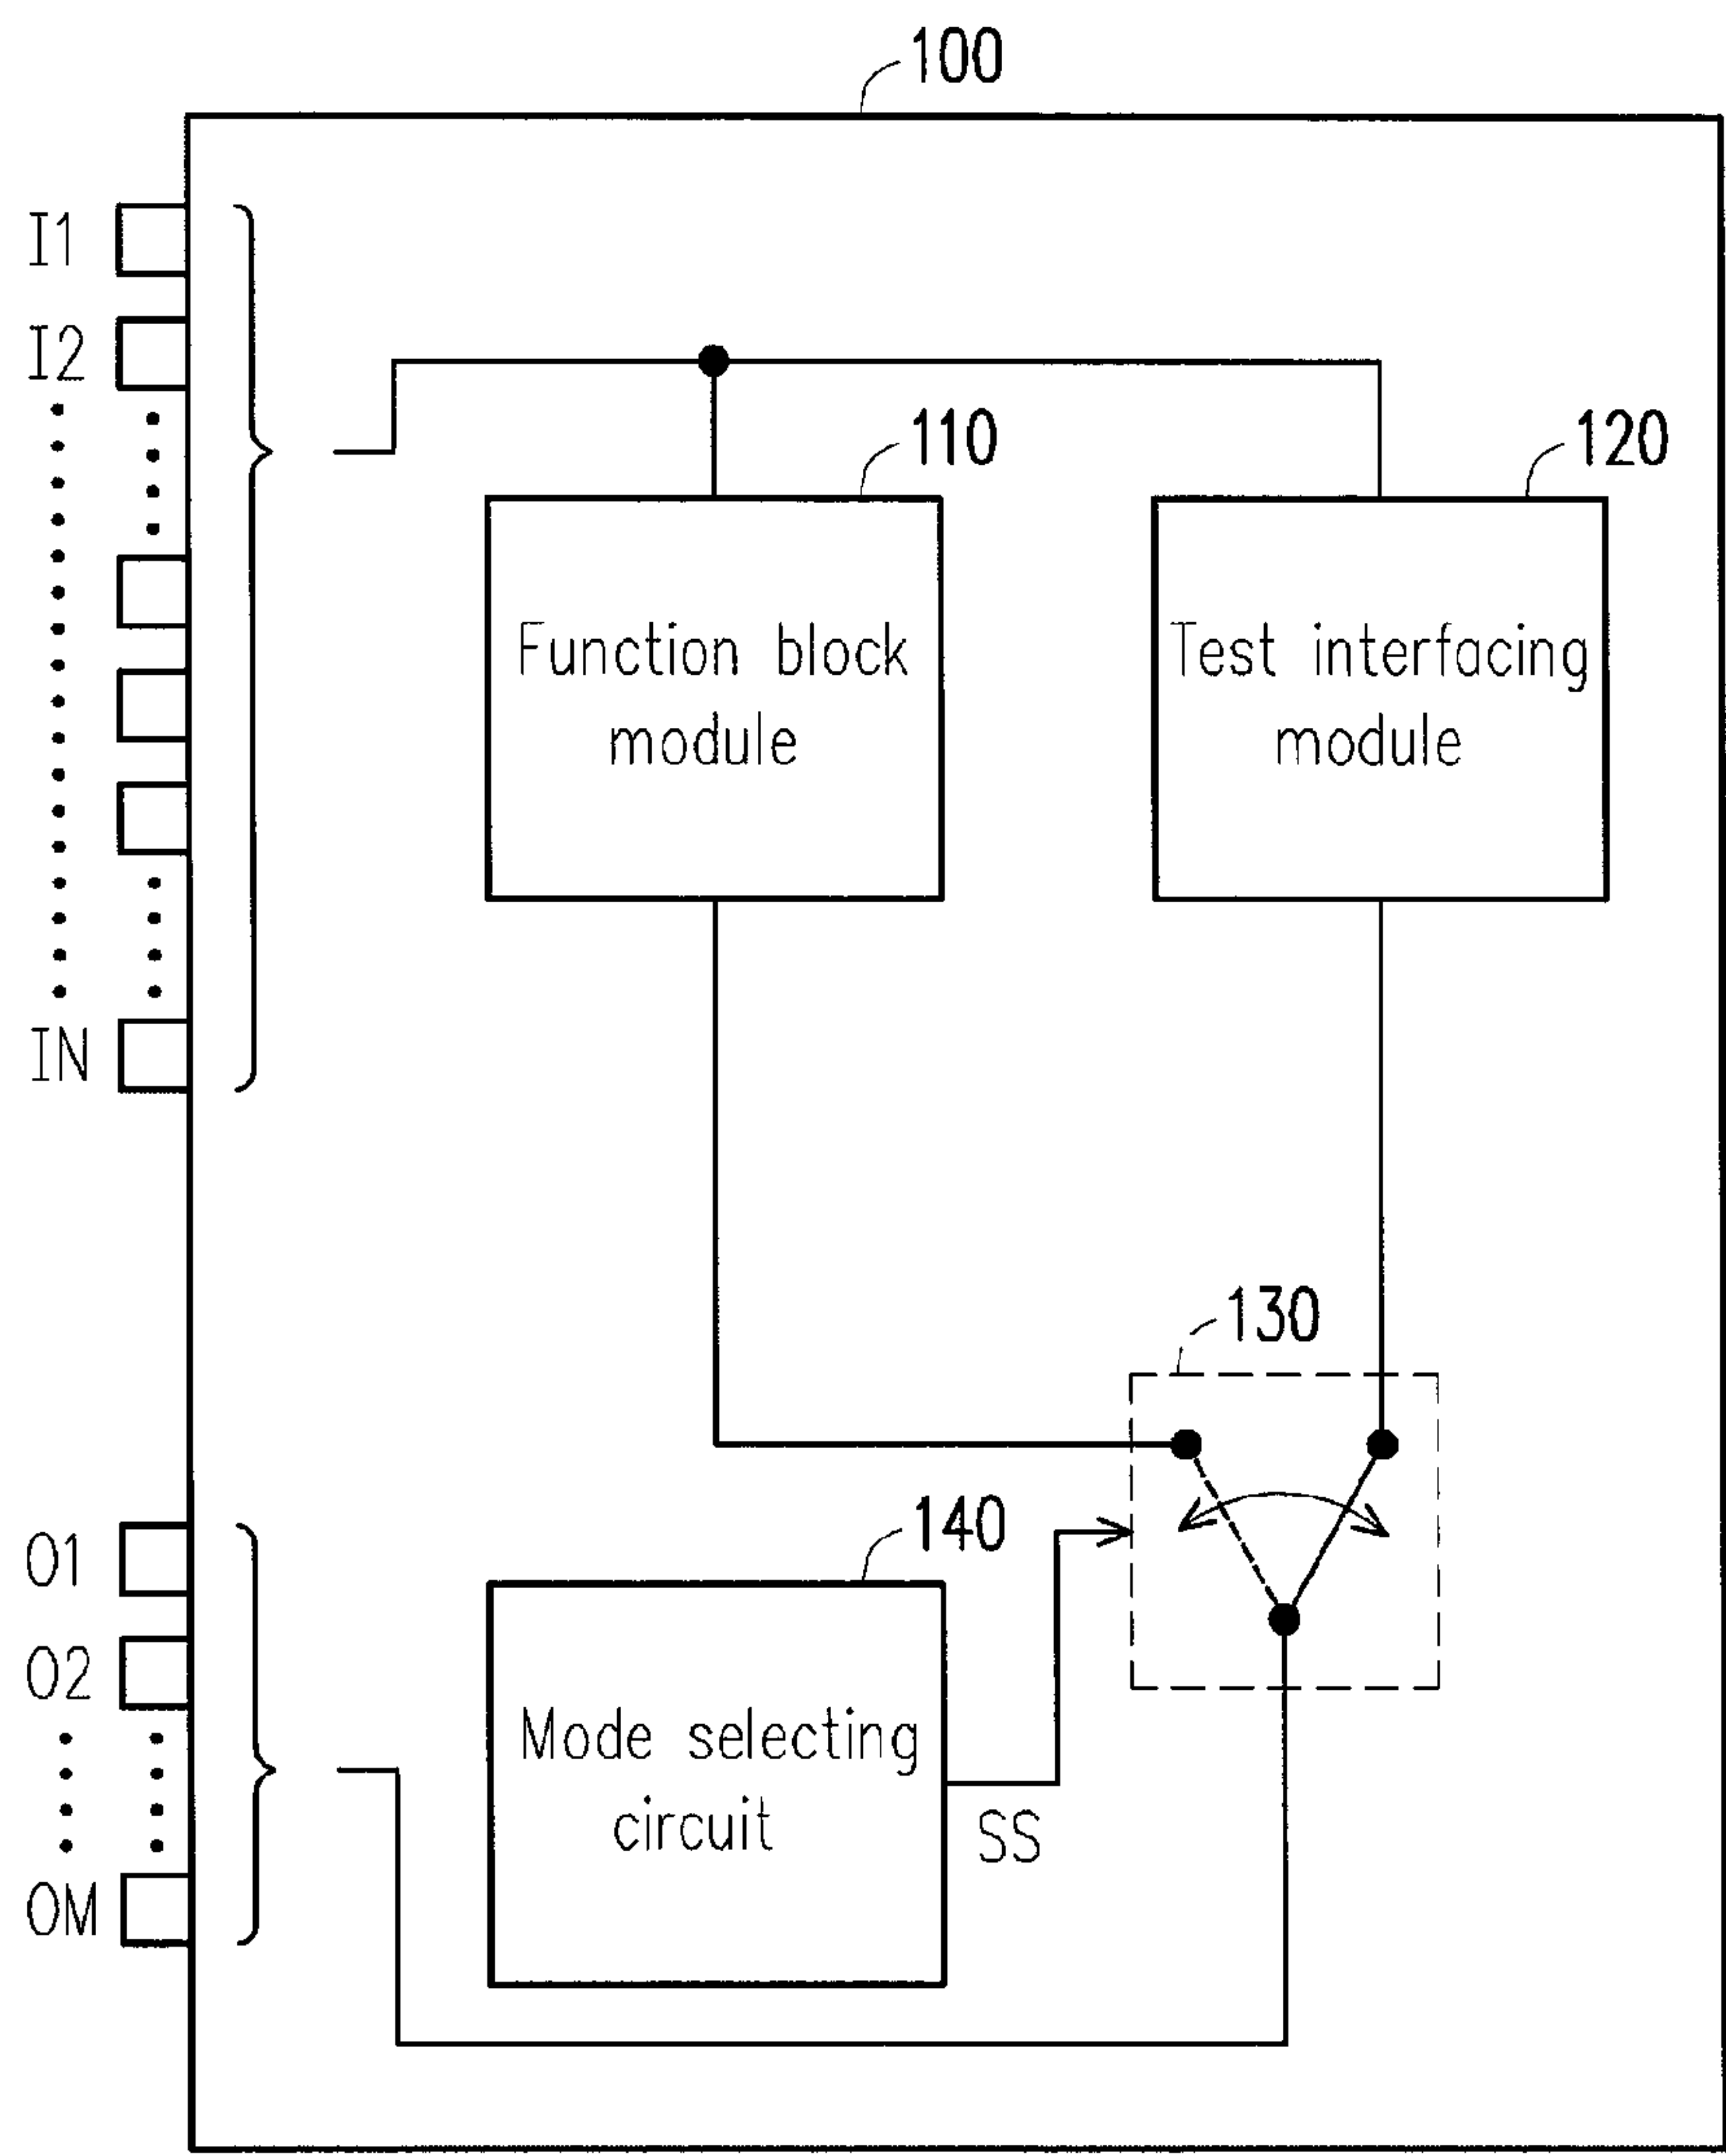 100
I1
I2
110
120
Function block
module
Test interfacing
module
IN
130
O1
140
O2
Mode selecting
circuit
SS
OM